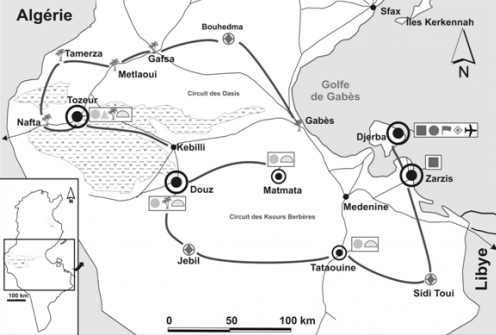 Algérie
Sfax
Iles Kerkennah
Bouhedma
Tamerza
Gafsa
Metlaoui
N
Golfe
de Gabès
Circuit des Oasis
Tozeur
Nafta
Gabès
Djerba
Kebilli
Zarzis
Douz
Matmata
Medenine
Circuit des Ksours Berbères
Jebil
Tataouine
Sidi Toui
Libye
N
100 km
0 50 100 km